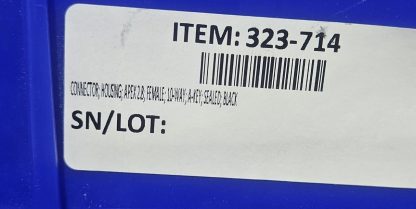 ITEM: 323-714
CONNECTOR; HOUSING; APEX 2.8; FEMALE; 10-WAY; A-KEY; SEALED; BLACK
SN/LOT: